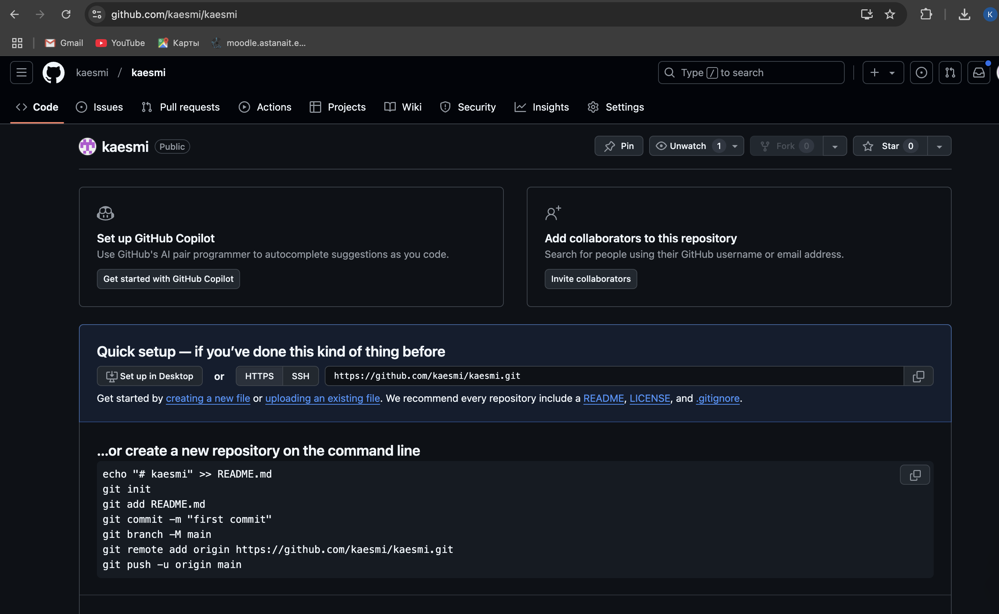 github.com/kaesmi/kaesmi
K
Gmail YouTube Карты moodle.astanait.e...
kaesmi / kaesmi
Type / to search
Code Issues Pull requests Actions Projects Wiki Security Insights Settings
kaesmi Public
Pin Unwatch 1 Fork 0 Star 0
Set up GitHub Copilot
Use GitHub's AI pair programmer to autocomplete suggestions as you code.
Get started with GitHub Copilot
Add collaborators to this repository
Search for people using their GitHub username or email address.
Invite collaborators
Quick setup — if you’ve done this kind of thing before
Set up in Desktop or HTTPS SSH https://github.com/kaesmi/kaesmi.git
Get started by creating a new file or uploading an existing file. We recommend every repository include a README, LICENSE, and .gitignore.
...or create a new repository on the command line
echo "# kaesmi" >> README.md
git init
git add README.md
git commit -m "first commit"
git branch -M main
git remote add origin https://github.com/kaesmi/kaesmi.git
git push -u origin main